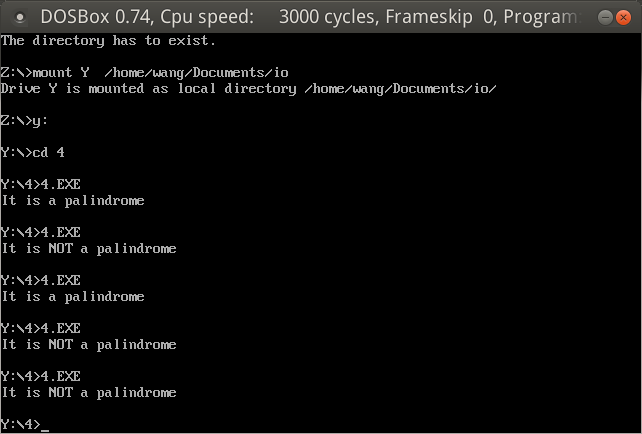 DOSBox 0.74, Cpu speed: 3000 cycles, Frameskip 0, Program
The directory has to exist.
Z:\>mount Y /home/wang/Documents/io
Drive Y is mounted as local directory /home/wang/Documents/io/
Z:\>y:
Y:\>cd 4
Y:\4>4.EXE
It is a palindrome
Y:\4>4.EXE
It is NOT a palindrome
Y:\4>4.EXE
It is a palindrome
Y:\4>4.EXE
It is NOT a palindrome
Y:\4>4.EXE
It is NOT a palindrome
Y:\4>_